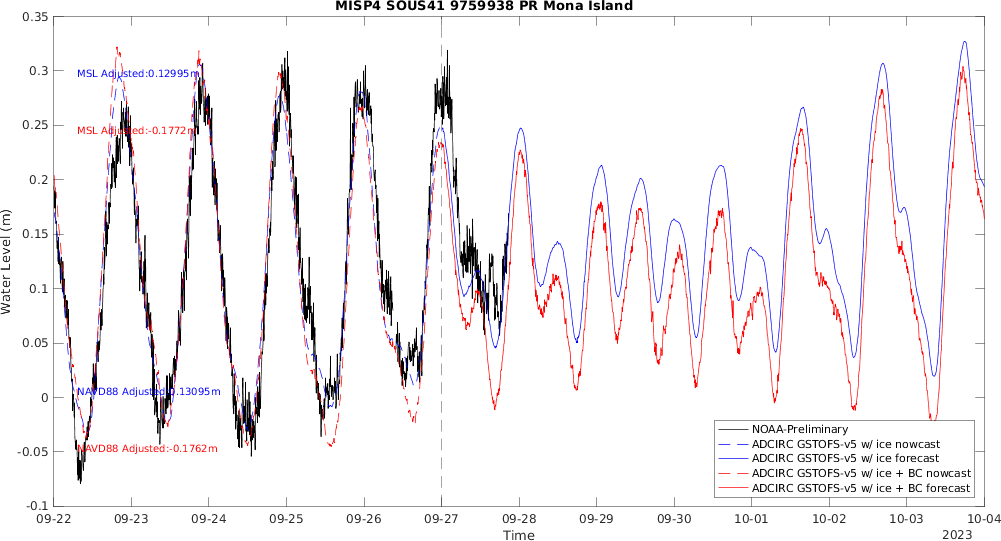 MISP4 SOUS41 9759938 PR Mona Island
0.35
0.3
0.25
0.2
0.15
0.1
0.05
0
-0.05
-0.1
Water Level (m)
MSL Adjusted:0.12995m
MSL Adjusted:-0.1772m
NAVD88 Adjusted:0.13095m
NAVD88 Adjusted:-0.1762m
NOAA-Preliminary
ADCIRC GSTOFS-v5 w/ ice nowcast
ADCIRC GSTOFS-v5 w/ ice forecast
ADCIRC GSTOFS-v5 w/ ice + BC nowcast
ADCIRC GSTOFS-v5 w/ ice + BC forecast
09-22 09-23 09-24 09-25 09-26 09-27 09-28 09-29 09-30 10-01 10-02 10-03 10-04
Time
2023